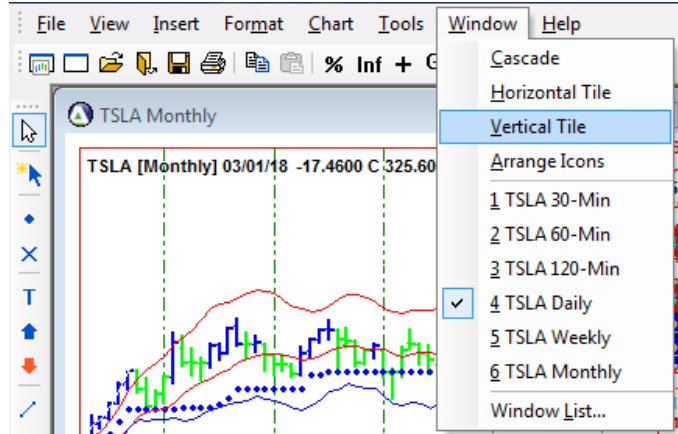 File View Insert Format Chart Tools Window Help
% Inf +
TSLA Monthly
TSLA [Monthly] 03/01/18 -17.4600 C 325.60
T
Cascade
Horizontal Tile
Vertical Tile
Arrange Icons
1 TSLA 30-Min
2 TSLA 60-Min
3 TSLA 120-Min
4 TSLA Daily
5 TSLA Weekly
6 TSLA Monthly
Window List...